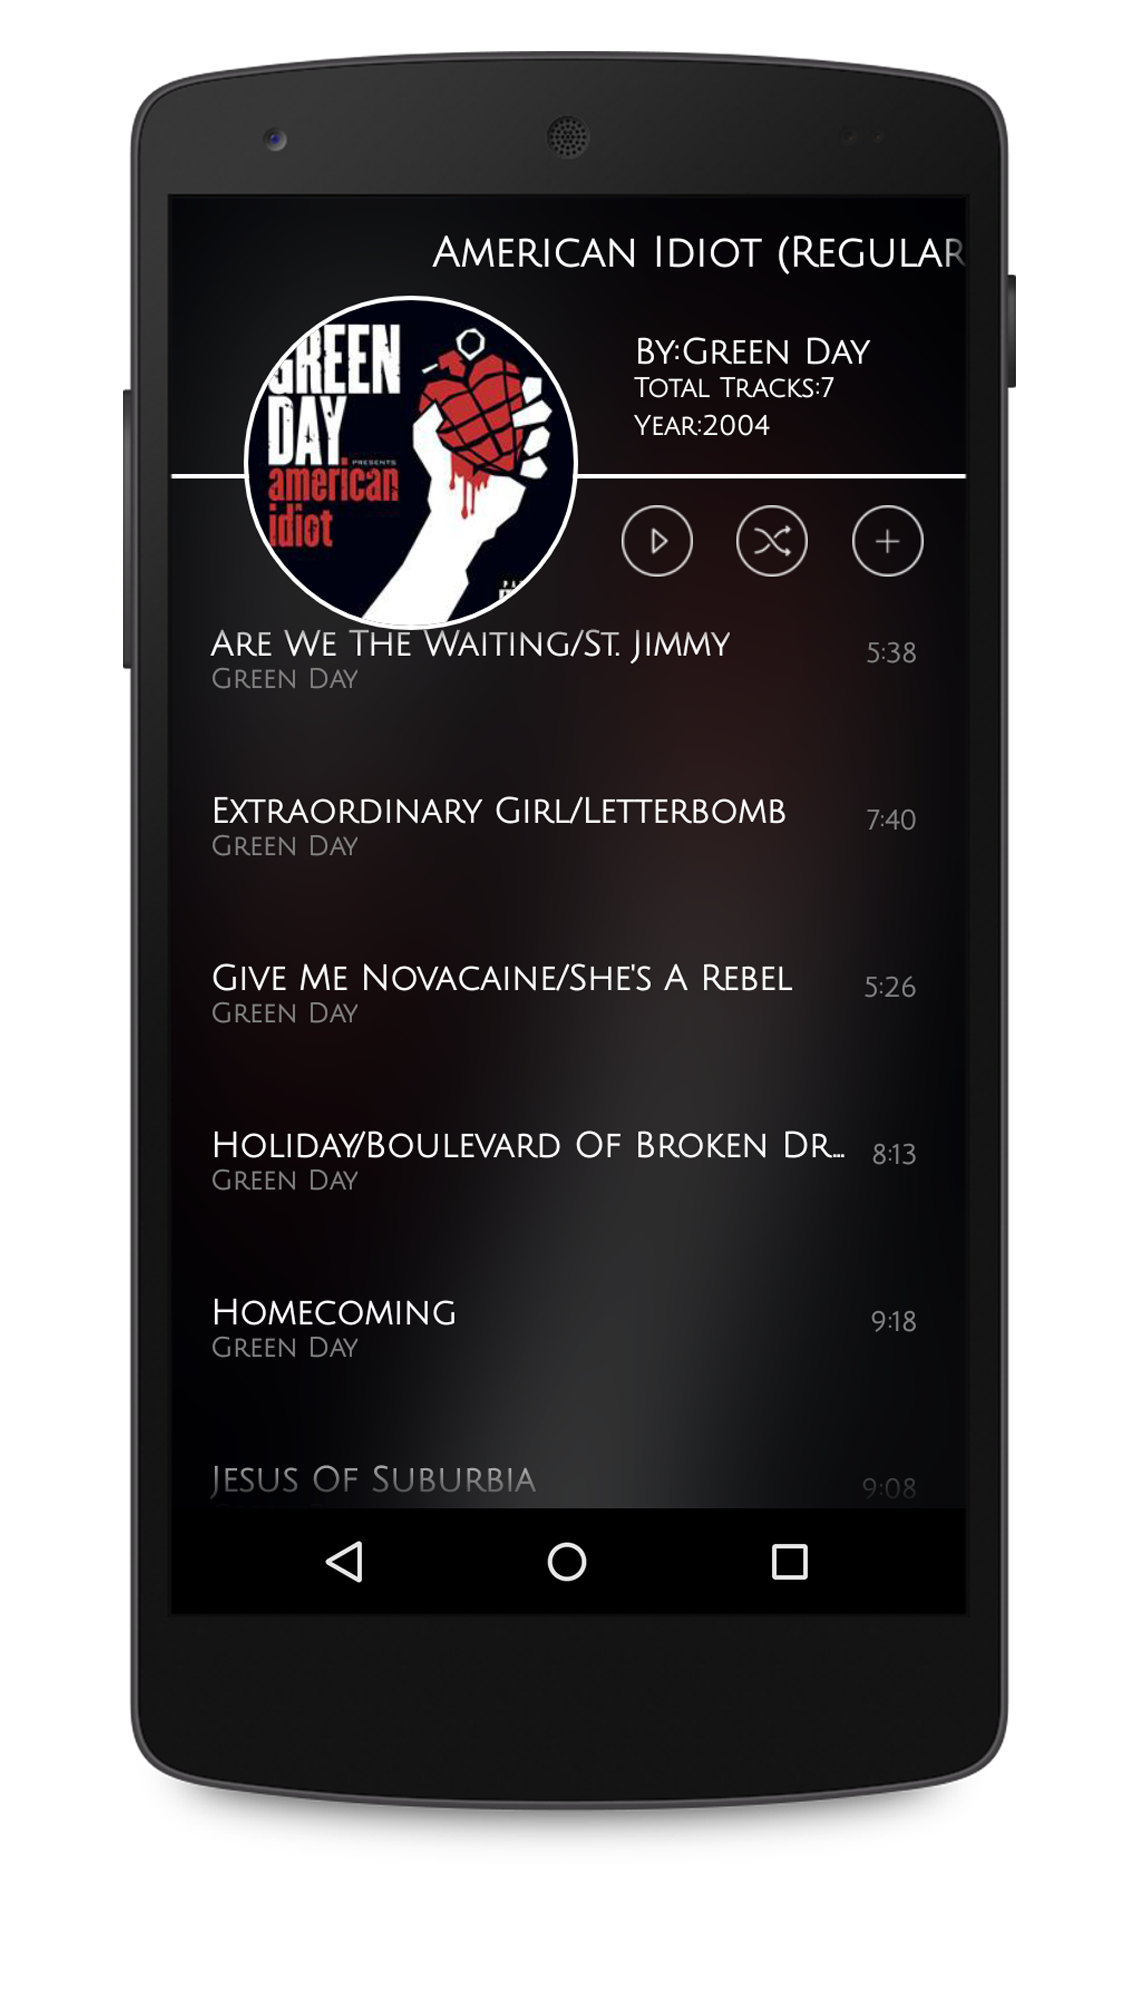 American Idiot (Regular
GREEN
DAY
PRESENTS
american
idiot
By:Green Day
Total Tracks:7
Year:2004
Are We The Waiting/St. Jimmy
5:38
Green Day
Extraordinary Girl/Letterbomb
7:40
Green Day
Give Me Novacaine/She's A Rebel
5:26
Green Day
Holiday/Boulevard Of Broken Dr...
8:13
Green Day
Homecoming
9:18
Green Day
Jesus Of Suburbia
9:08